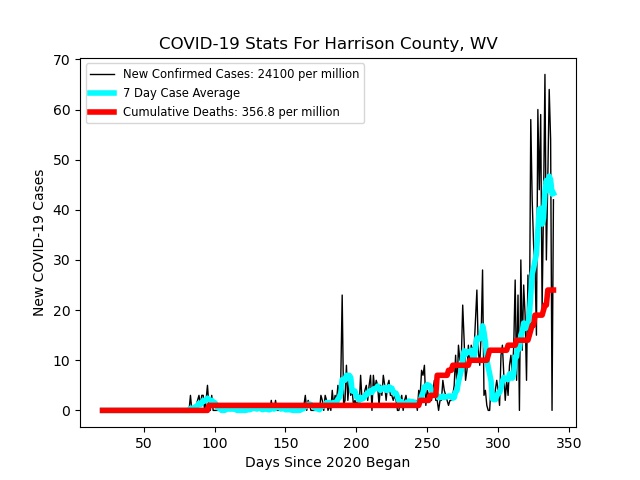 COVID-19 Stats For Harrison County, WV
New Confirmed Cases: 24100 per million
7 Day Case Average
Cumulative Deaths: 356.8 per million
New COVID-19 Cases
70
60
50
40
30
20
10
0
50 100 150 200 250 300 350
Days Since 2020 Began